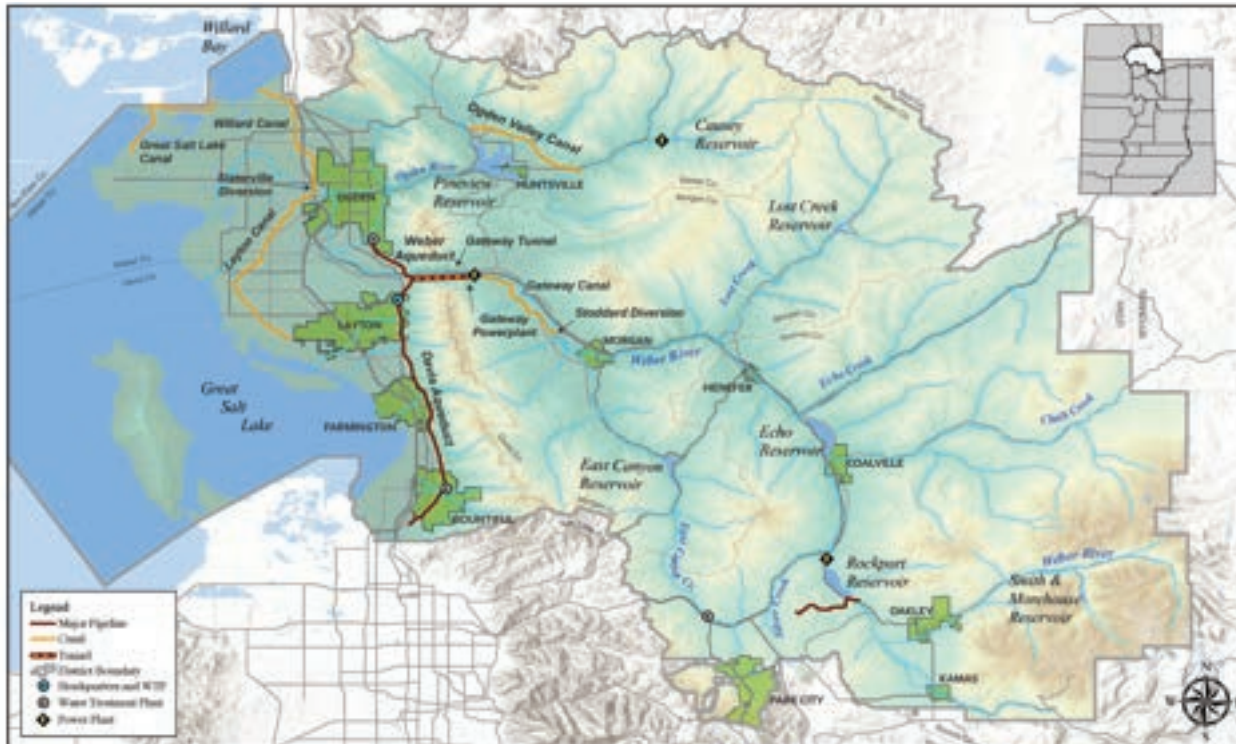 Willard
Bay
Willard Canal
Great Salt Lake
Canal
Slaterville
Diversion
Layton Canal
OGDEN
Ogden River
Pineview
Reservoir
Ogden Valley Canal
HUNTSVILLE
Causey
Reservoir
Lost Creek
Reservoir
Lost Creek
Weber
Aqueduct
Gateway Tunnel
Gateway Canal
Gateway
Powerplant
Stoddard Diversion
MORGAN
Weber River
HENEFER
Echo Creek
Chalk Creek
LAYTON
Davis Aqueduct
Great
Salt
Lake
FARMINGTON
BOUNTIFUL
East Canyon
Reservoir
Echo
Reservoir
COALVILLE
Rockport
Reservoir
Weber River
Smith &
Morehouse
Reservoir
OAKLEY
KAMAS
PARK CITY
Legend
Major Pipeline
Canal
Tunnel
District Boundary
Headquarters and WTP
Water Treatment Plant
Power Plant
N
W
S